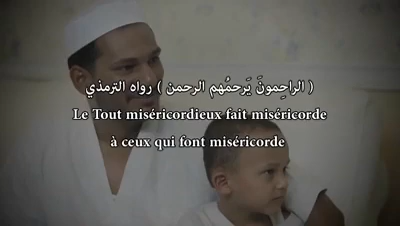 ( الراحِمونَ يَرحمُهم الرحمن ) رواه الترمذي
Le Tout miséricordieux fait miséricorde
à ceux qui font miséricorde